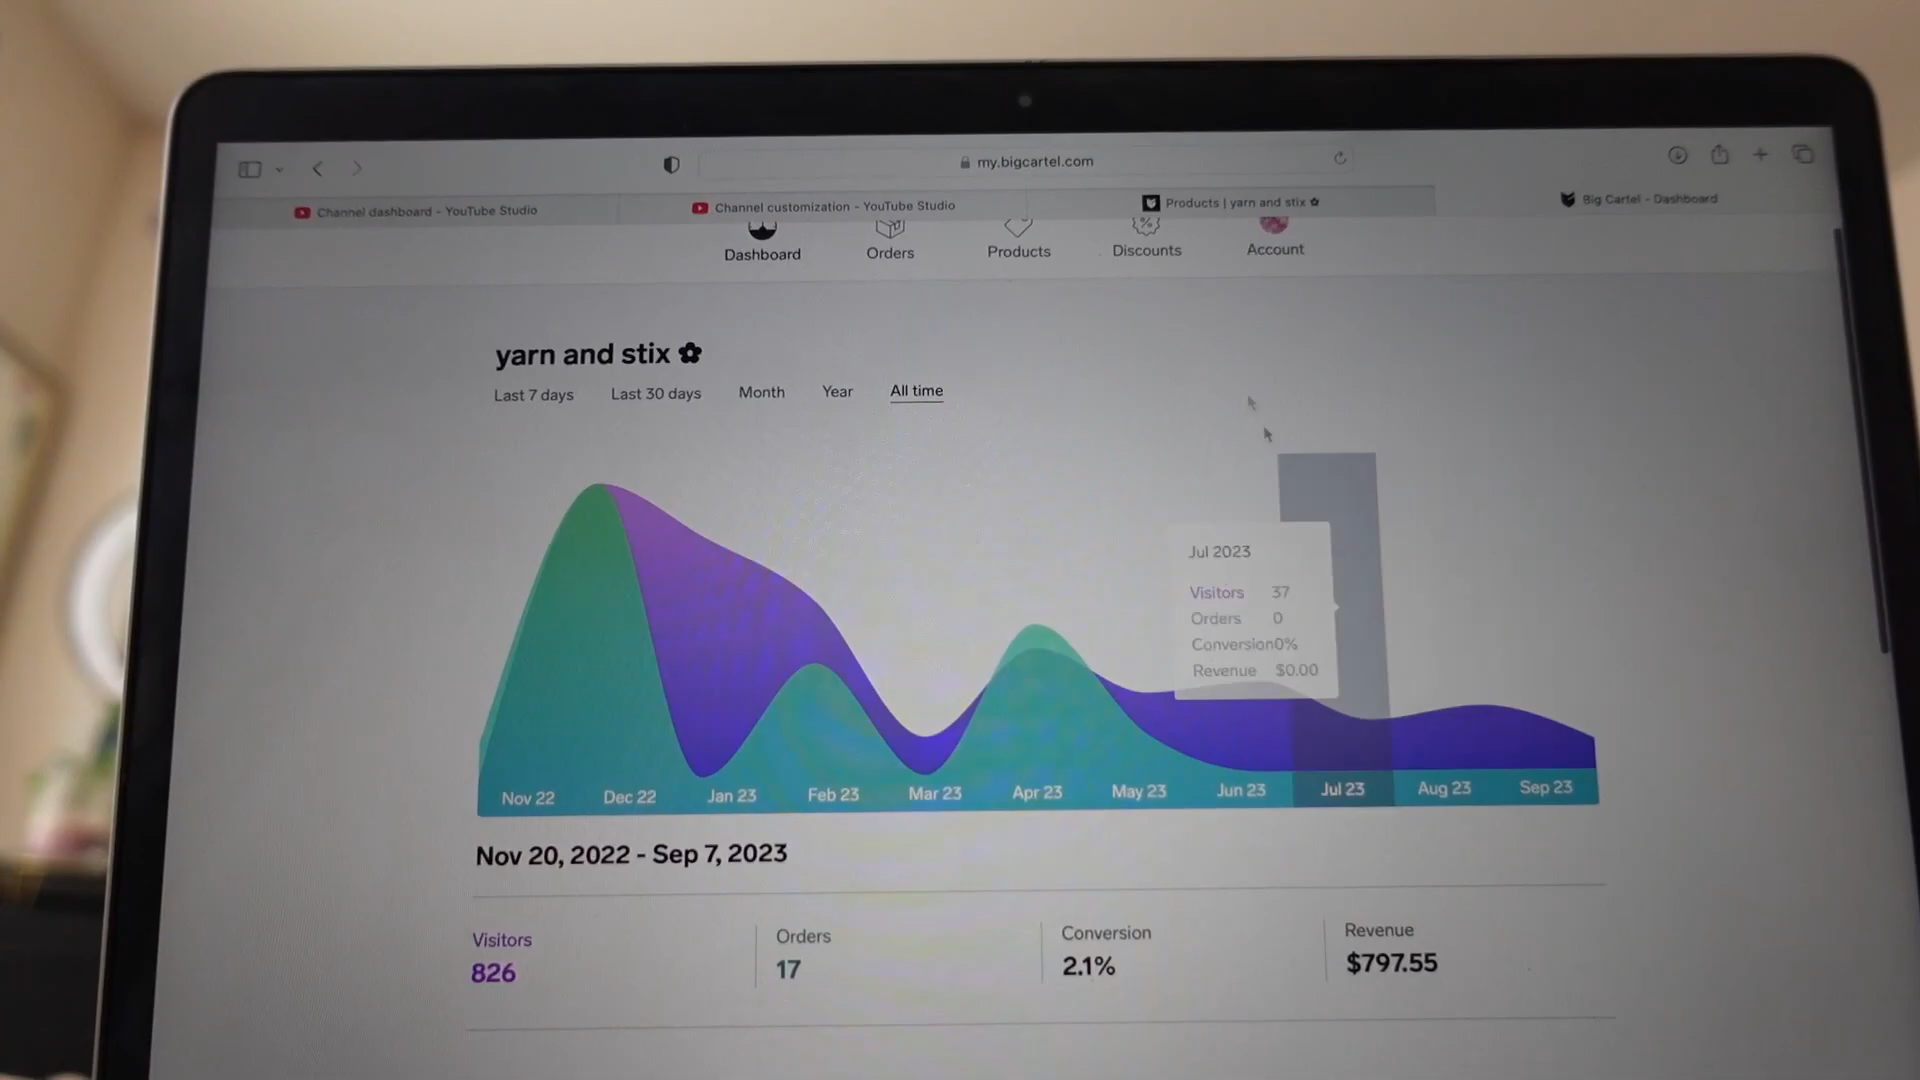 my.bigcartel.com
Channel dashboard - YouTube Studio
Channel customization - YouTube Studio
Products | yarn and stix ✿
Big Cartel - Dashboard
Dashboard
Orders
Products
Discounts
Account
yarn and stix ✿
Last 7 days
Last 30 days
Month
Year
All time
Jul 2023
Visitors 37
Orders 0
Conversion0%
Revenue $0.00
Nov 22
Dec 22
Jan 23
Feb 23
Mar 23
Apr 23
May 23
Jun 23
Jul 23
Aug 23
Sep 23
Nov 20, 2022 - Sep 7, 2023
Visitors
826
Orders
17
Conversion
2.1%
Revenue
$797.55